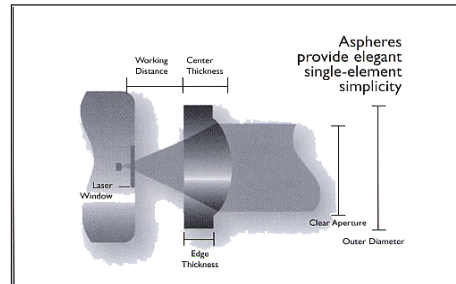 Aspheres
provide elegant
single-element
simplicity
Working
Distance
Center
Thickness
Laser
Window
Edge
Thickness
Clear Aperture
Outer Diameter